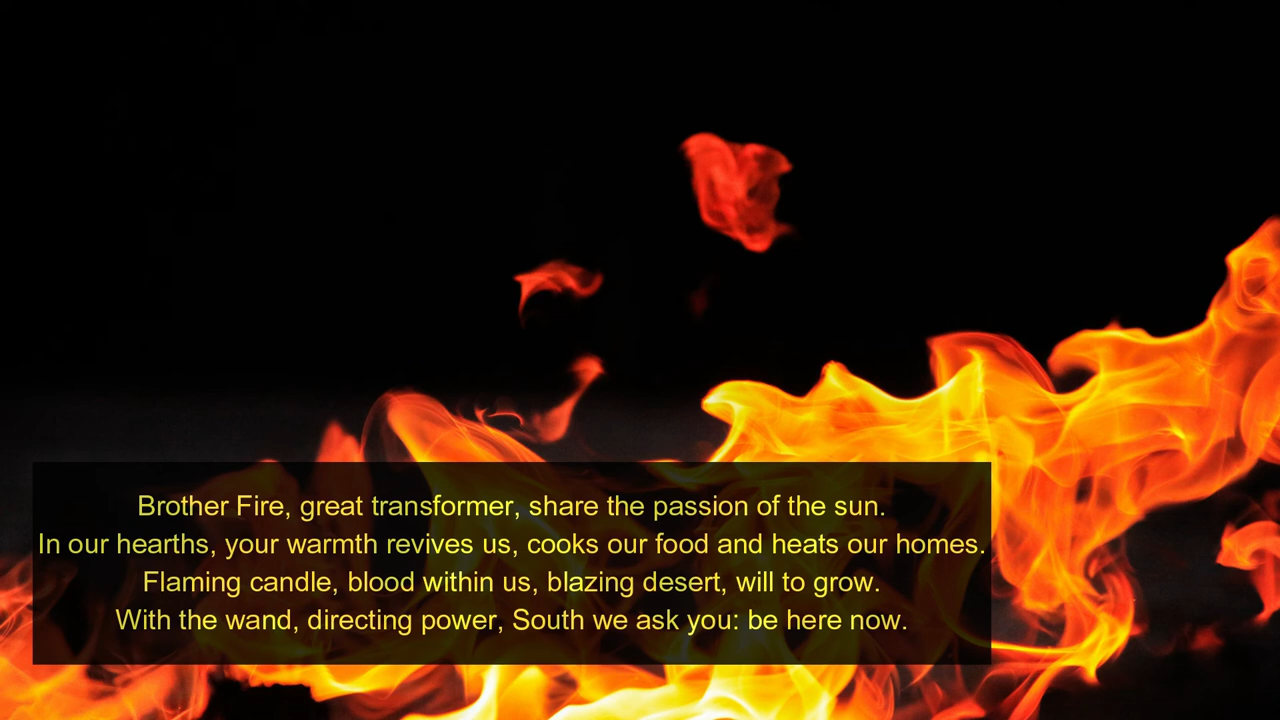 Brother Fire, great transformer, share the passion of the sun.
In our hearths, your warmth revives us, cooks our food and heats our homes.
Flaming candle, blood within us, blazing desert, will to grow.
With the wand, directing power, South we ask you: be here now.